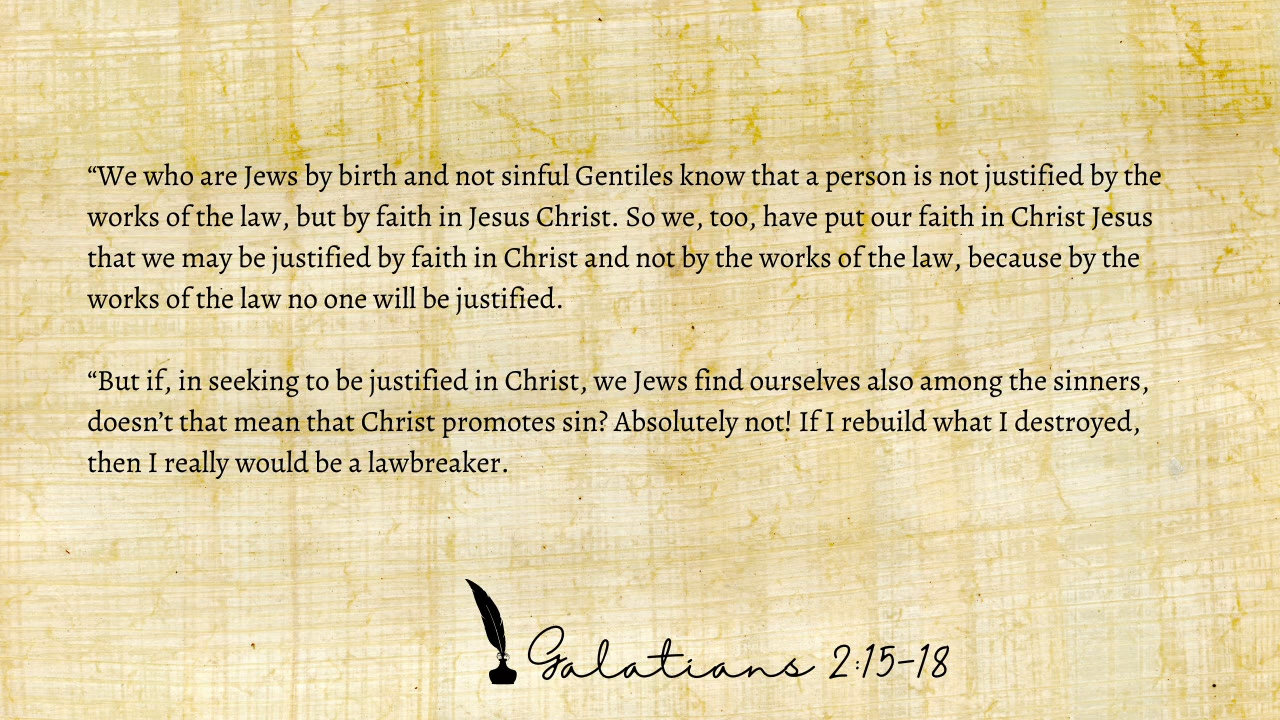 “We who are Jews by birth and not sinful Gentiles know that a person is not justified by the
works of the law, but by faith in Jesus Christ. So we, too, have put our faith in Christ Jesus
that we may be justified by faith in Christ and not by the works of the law, because by the
works of the law no one will be justified.
“But if, in seeking to be justified in Christ, we Jews find ourselves also among the sinners,
doesn’t that mean that Christ promotes sin? Absolutely not! If I rebuild what I destroyed,
then I really would be a lawbreaker.
Galatians 2:15-18